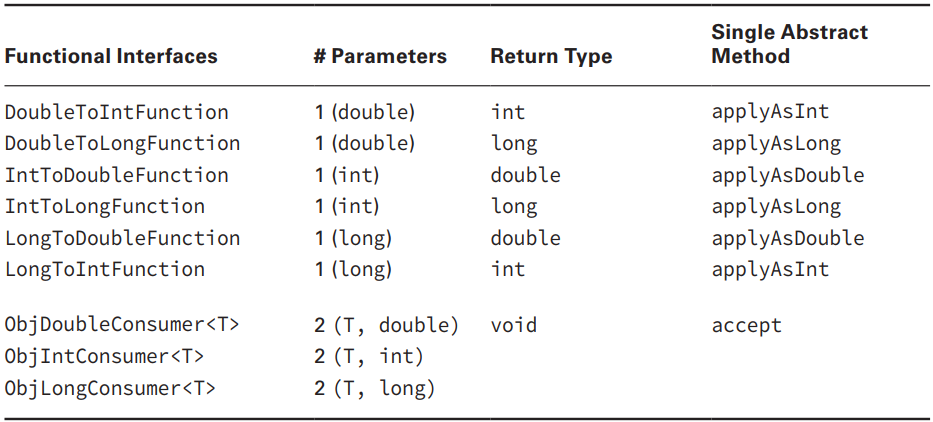 Functional Interfaces # Parameters Return Type Single Abstract Method
DoubleToIntFunction 1 (double) int applyAsInt
DoubleToLongFunction 1 (double) long applyAsLong
IntToDoubleFunction 1 (int) double applyAsDouble
IntToLongFunction 1 (int) long applyAsLong
LongToDoubleFunction 1 (long) double applyAsDouble
LongToIntFunction 1 (long) int applyAsInt
ObjDoubleConsumer<T> 2 (T, double) void accept
ObjIntConsumer<T> 2 (T, int)
ObjLongConsumer<T> 2 (T, long)